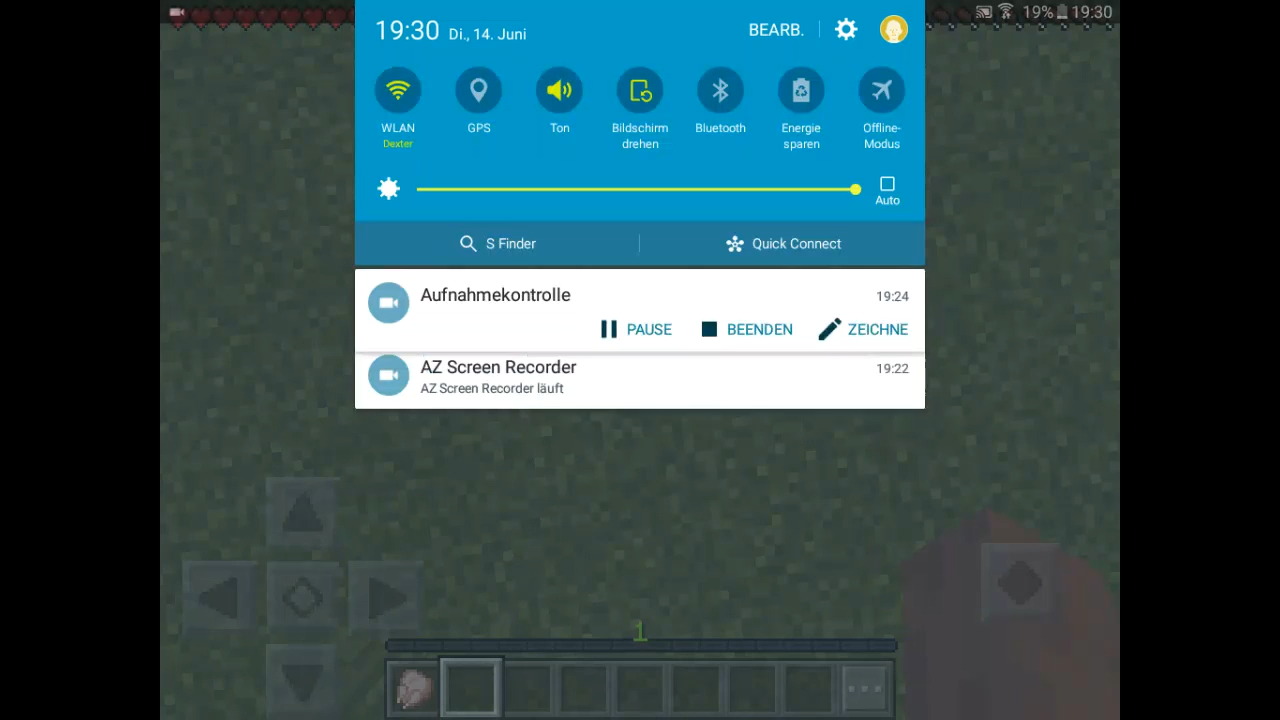 19:30 Di., 14. Juni BEARB.
19% 19:30
WLAN
Dexter
GPS
Ton
Bildschirm
drehen
Bluetooth
Energie
sparen
Offline-
Modus
Auto
S Finder Quick Connect
Aufnahmekontrolle 19:24
PAUSE BEENDEN ZEICHNE
AZ Screen Recorder 19:22
AZ Screen Recorder läuft
1